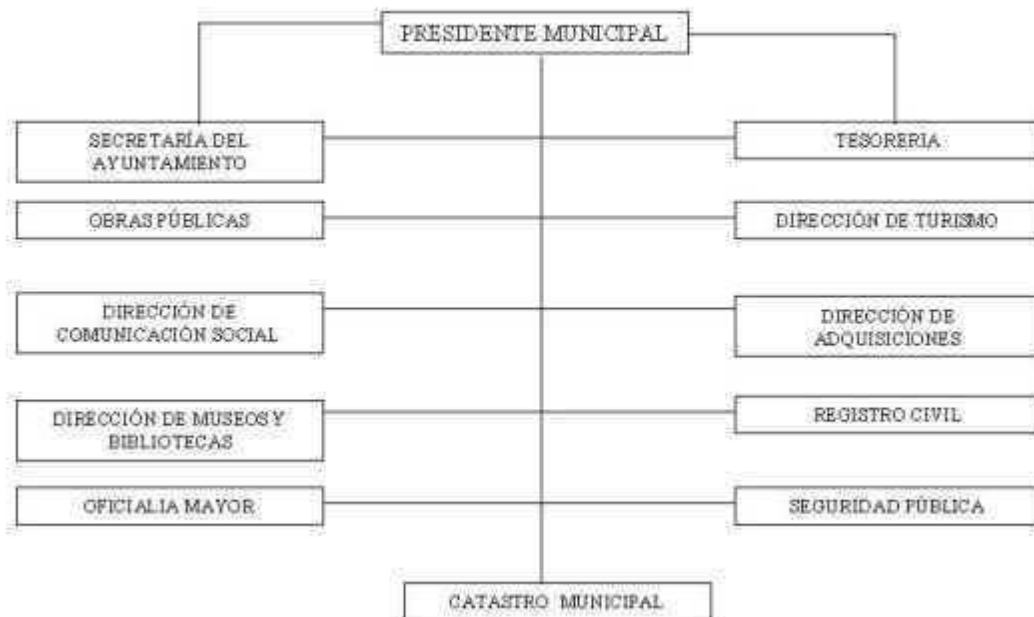 PRESIDENTE MUNICIPAL
SECRETARÍA DEL
AYUNTAMIENTO
TESORERIA
OBRAS PÚBLICAS
DIRECCIÓN DE TURISMO
DIRECCIÓN DE
COMUNICACIÓN SOCIAL
DIRECCIÓN DE
ADQUISICIONES
DIRECCIÓN DE MUSEOS Y
BIBLIOTECAS
REGISTRO CIVIL
OFICIALIA MAYOR
SEGURIDAD PÚBLICA
CATASTRO MUNICIPAL